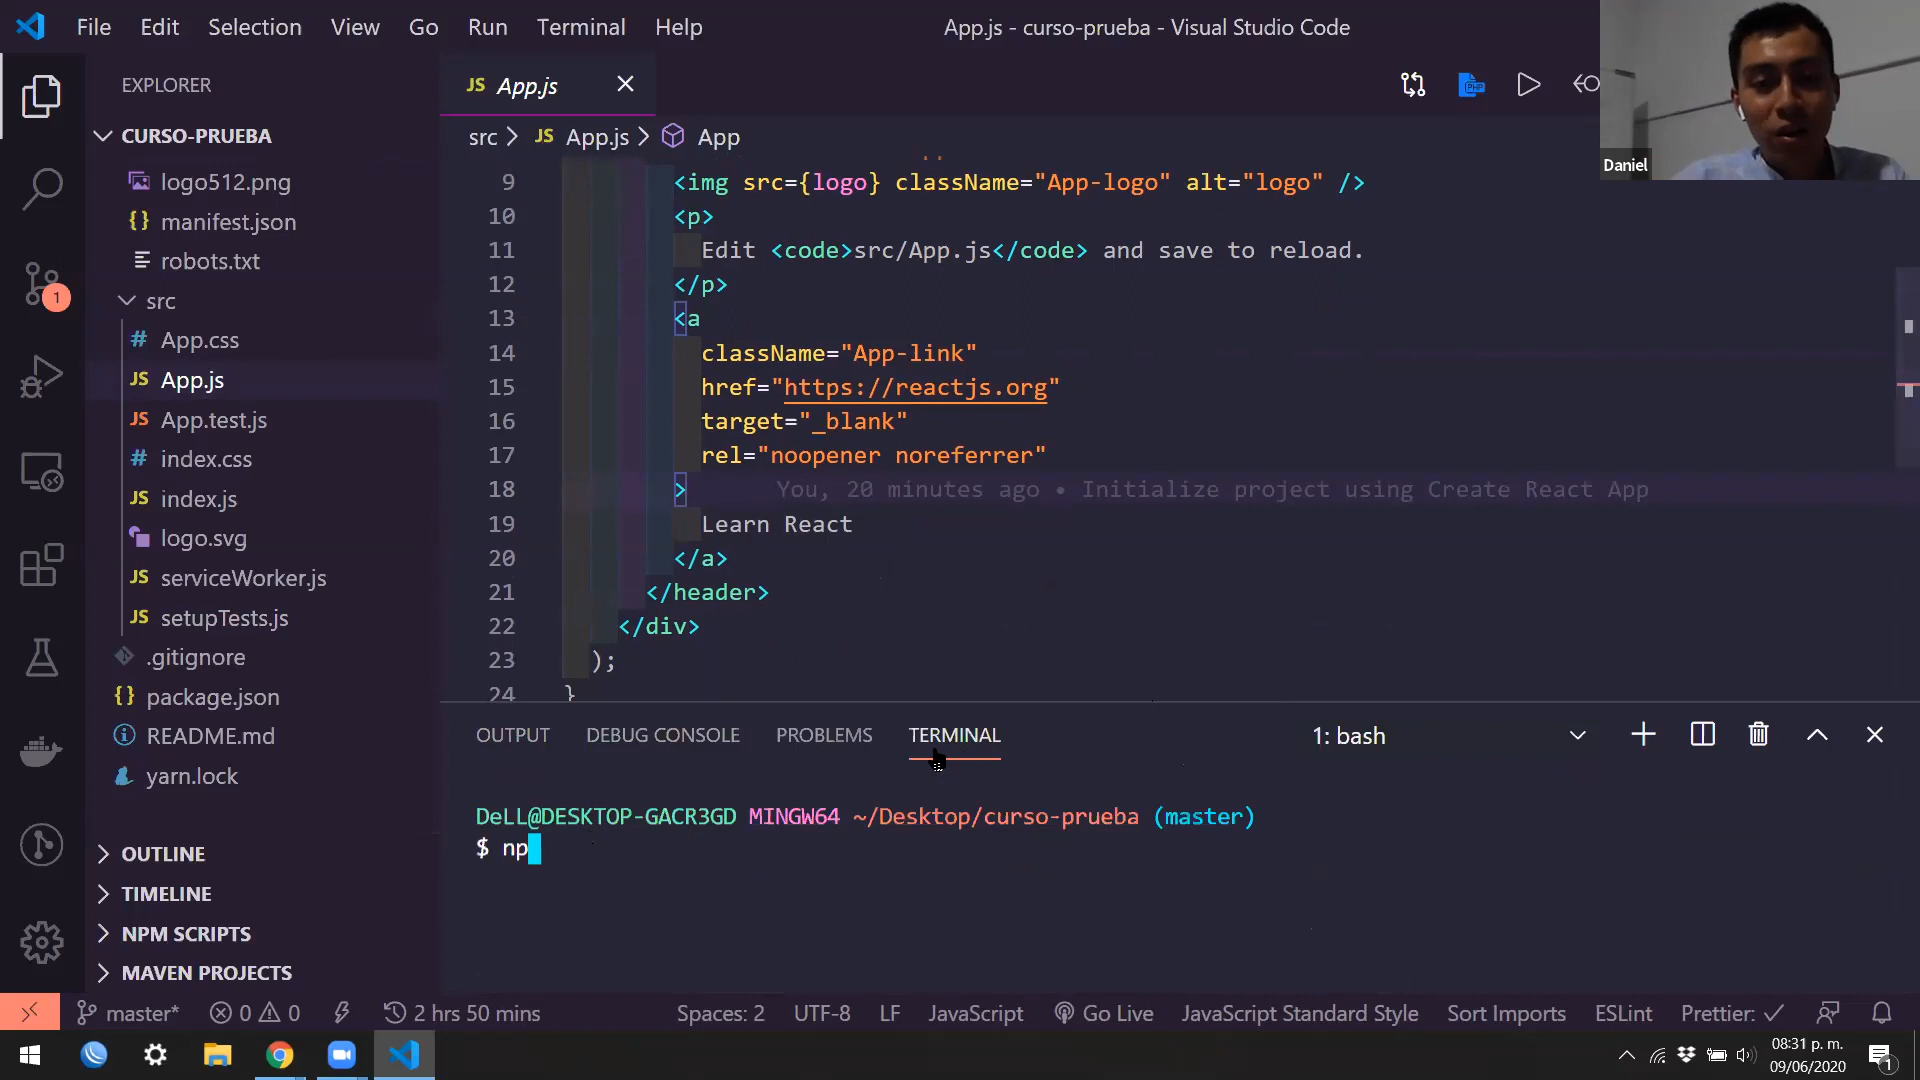 File Edit Selection View Go Run Terminal Help
App.js - curso-prueba - Visual Studio Code
EXPLORER
CURSO-PRUEBA
logo512.png
{} manifest.json
robots.txt
src
# App.css
JS App.js
JS App.test.js
# index.css
JS index.js
logo.svg
JS serviceWorker.js
JS setupTests.js
.gitignore
{} package.json
README.md
yarn.lock
OUTLINE
TIMELINE
NPM SCRIPTS
MAVEN PROJECTS
1
JS App.js
PHP
Daniel
src > JS App.js > App
9 <img src={logo} className="App-logo" alt="logo" />
10 <p>
11 Edit <code>src/App.js</code> and save to reload.
12 </p>
13 <a
14 className="App-link"
15 href="https://reactjs.org"
16 target="_blank"
17 rel="noopener noreferrer"
18 > You, 20 minutes ago • Initialize project using Create React App
19 Learn React
20 </a>
21 </header>
22 </div>
23 );
24 }
OUTPUT DEBUG CONSOLE PROBLEMS TERMINAL
1: bash
DeLL@DESKTOP-GACR3GD MINGW64 ~/Desktop/curso-prueba (master)
$ np
master* 0 0 2 hrs 50 mins
Spaces: 2 UTF-8 LF JavaScript Go Live JavaScript Standard Style Sort Imports ESLint Prettier: ✓
08:31 p. m.
09/06/2020
1